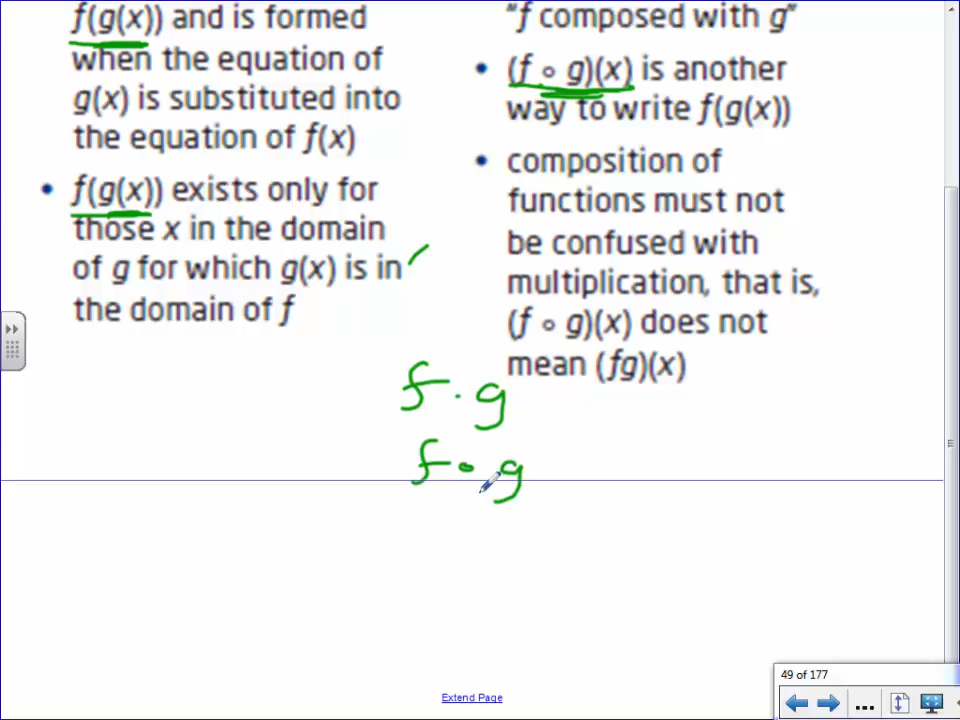 f(g(x)) and is formed
when the equation of
g(x) is substituted into
the equation of f(x)
• f(g(x)) exists only for
those x in the domain
of g for which g(x) is in
the domain of f
"f composed with g"
• (f ∘ g)(x) is another
way to write f(g(x))
• composition of
functions must not
be confused with
multiplication, that is,
(f ∘ g)(x) does not
mean (fg)(x)
f · g
f ∘ g
Extend Page
49 of 177
...